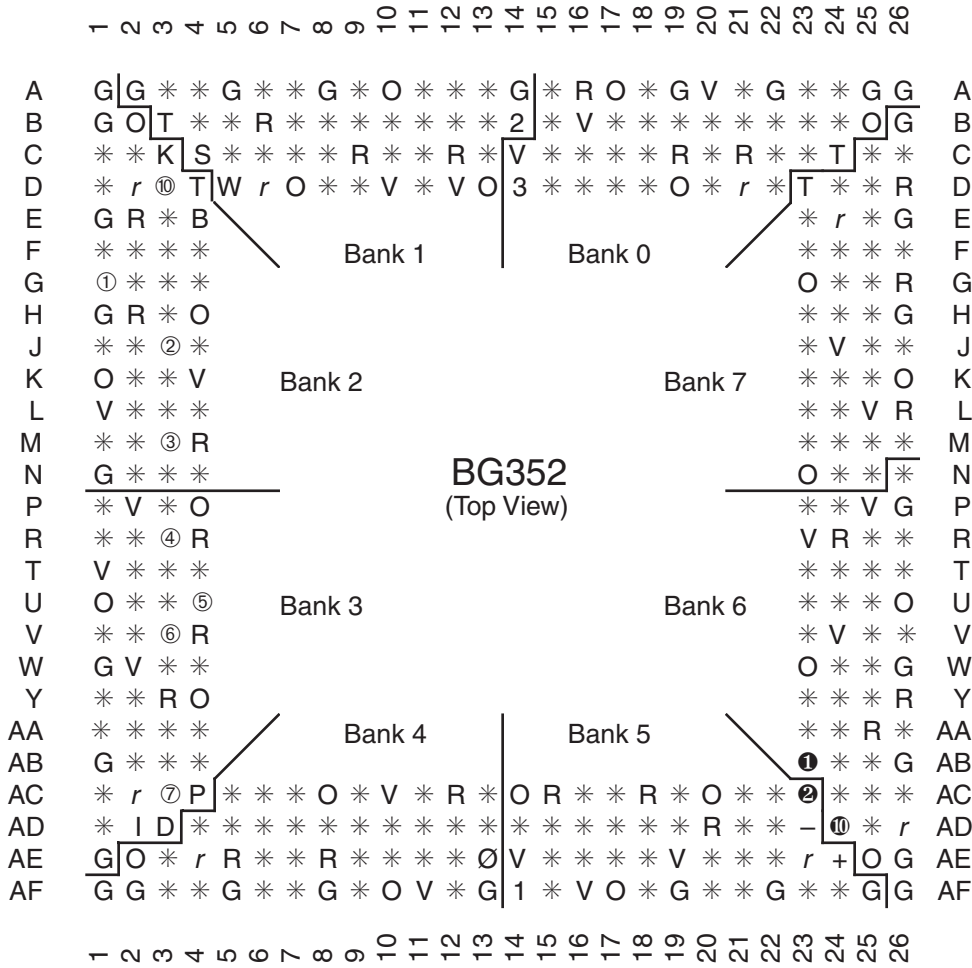 1 2 3 4 5 6 7 8 9 10 11 12 13 14 15 16 17 18 19 20 21 22 23 24 25 26
A G G ✳ ✳ G ✳ ✳ G ✳ O ✳ ✳ ✳ G ✳ R O ✳ G V ✳ G ✳ ✳ G G A
B G O T ✳ ✳ R ✳ ✳ ✳ ✳ ✳ ✳ ✳ 2 ✳ V ✳ ✳ ✳ ✳ ✳ ✳ ✳ ✳ O G B
C ✳ ✳ K S ✳ ✳ ✳ ✳ R ✳ ✳ R ✳ V ✳ ✳ ✳ ✳ R ✳ R ✳ ✳ T ✳ ✳ C
D ✳ r ⑩ T W r O ✳ ✳ V ✳ V O 3 ✳ ✳ ✳ ✳ O ✳ r ✳ T ✳ ✳ R D
E G R ✳ B ✳ r ✳ G E
F ✳ ✳ ✳ ✳ Bank 1 Bank 0 ✳ ✳ ✳ ✳ F
G ① ✳ ✳ ✳ O ✳ ✳ R G
H G R ✳ O ✳ ✳ ✳ G H
J ✳ ✳ ② ✳ ✳ V ✳ ✳ J
K O ✳ ✳ V Bank 2 Bank 7 ✳ ✳ ✳ O K
L V ✳ ✳ ✳ ✳ ✳ V R L
M ✳ ✳ ③ R ✳ ✳ ✳ ✳ M
N G ✳ ✳ ✳ BG352 O ✳ ✳ ✳ N
P ✳ V ✳ O (Top View) ✳ ✳ V G P
R ✳ ✳ ④ R V R ✳ ✳ R
T V ✳ ✳ ✳ ✳ ✳ ✳ ✳ T
U O ✳ ✳ ⑤ Bank 3 Bank 6 ✳ ✳ ✳ O U
V ✳ ✳ ⑥ R ✳ V ✳ ✳ V
W G V ✳ ✳ O ✳ ✳ G W
Y ✳ ✳ R O ✳ ✳ ✳ R Y
AA ✳ ✳ ✳ ✳ Bank 4 Bank 5 ✳ ✳ R ✳ AA
AB G ✳ ✳ ✳ ❶ ✳ ✳ G AB
AC ✳ r ⑦ P ✳ ✳ ✳ O ✳ V ✳ R ✳ O R ✳ ✳ R ✳ O ✳ ✳ ❷ ✳ ✳ ✳ AC
AD ✳ I D ✳ ✳ ✳ ✳ ✳ ✳ ✳ ✳ ✳ ✳ ✳ ✳ ✳ ✳ ✳ ✳ R ✳ ✳ – ❿ ✳ r AD
AE G O ✳ r R ✳ ✳ R ✳ ✳ ✳ ✳ Ø V ✳ ✳ ✳ ✳ V ✳ ✳ ✳ r + O G AE
AF G G ✳ ✳ G ✳ ✳ G ✳ O V ✳ G 1 ✳ V O ✳ G ✳ ✳ G ✳ ✳ G G AF
1 2 3 4 5 6 7 8 9 10 11 12 13 14 15 16 17 18 19 20 21 22 23 24 25 26